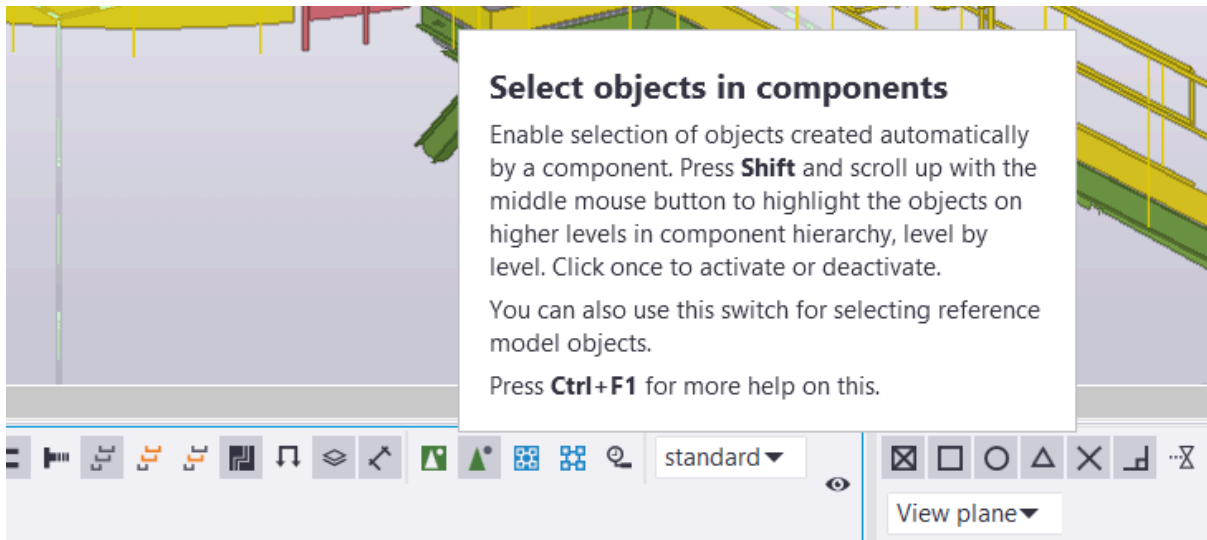 Select objects in components
Enable selection of objects created automatically
by a component. Press Shift and scroll up with the
middle mouse button to highlight the objects on
higher levels in component hierarchy, level by
level. Click once to activate or deactivate.
You can also use this switch for selecting reference
model objects.
Press Ctrl+F1 for more help on this.
standard
View plane